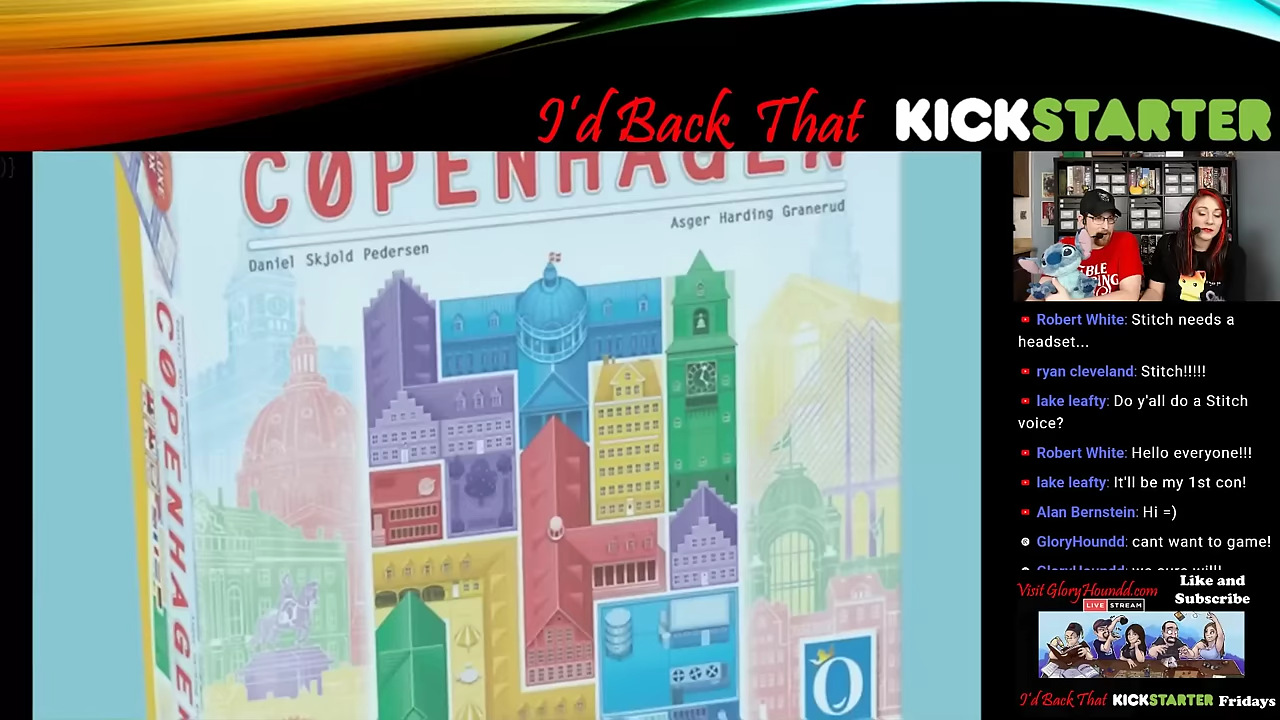 I'd Back That KICKSTARTER
COPENHAGEN
Asger Harding Granerud
Daniel Skjold Pedersen
COPENHAGEN
Robert White: Stitch needs a
headset...
ryan cleveland: Stitch!!!!!
lake leafty: Do y'all do a Stitch
voice?
Robert White: Hello everyone!!!
lake leafty: It'll be my 1st con!
Alan Bernstein: Hi =)
GloryHoundd: cant want to game!
Visit GloryHoundd.com
Like and
Subscribe
LIVE STREAM
I'd Back That KICKSTARTER Fridays